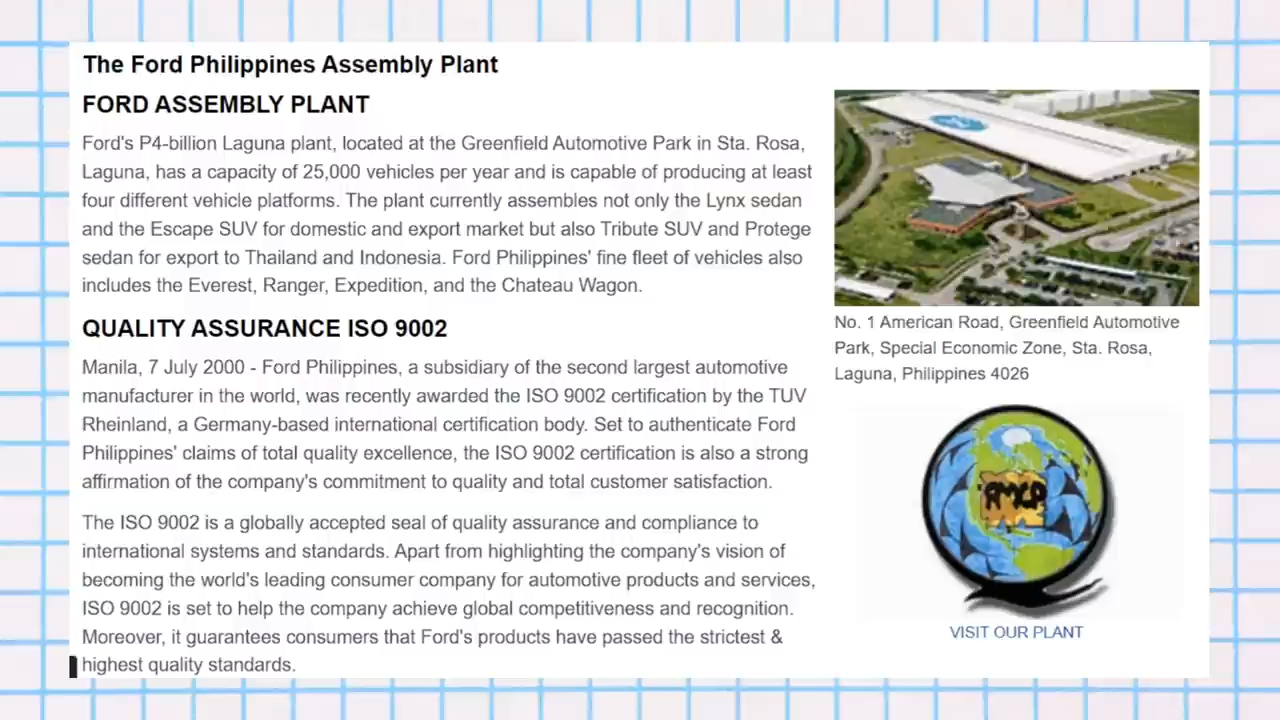 The Ford Philippines Assembly Plant
FORD ASSEMBLY PLANT
Ford's P4-billion Laguna plant, located at the Greenfield Automotive Park in Sta. Rosa,
Laguna, has a capacity of 25,000 vehicles per year and is capable of producing at least
four different vehicle platforms. The plant currently assembles not only the Lynx sedan
and the Escape SUV for domestic and export market but also Tribute SUV and Protege
sedan for export to Thailand and Indonesia. Ford Philippines' fine fleet of vehicles also
includes the Everest, Ranger, Expedition, and the Chateau Wagon.
QUALITY ASSURANCE ISO 9002
Manila, 7 July 2000 - Ford Philippines, a subsidiary of the second largest automotive
manufacturer in the world, was recently awarded the ISO 9002 certification by the TUV
Rheinland, a Germany-based international certification body. Set to authenticate Ford
Philippines' claims of total quality excellence, the ISO 9002 certification is also a strong
affirmation of the company's commitment to quality and total customer satisfaction.
The ISO 9002 is a globally accepted seal of quality assurance and compliance to
international systems and standards. Apart from highlighting the company's vision of
becoming the world's leading consumer company for automotive products and services,
ISO 9002 is set to help the company achieve global competitiveness and recognition.
Moreover, it guarantees consumers that Ford's products have passed the strictest &
highest quality standards.
No. 1 American Road, Greenfield Automotive
Park, Special Economic Zone, Sta. Rosa,
Laguna, Philippines 4026
VISIT OUR PLANT